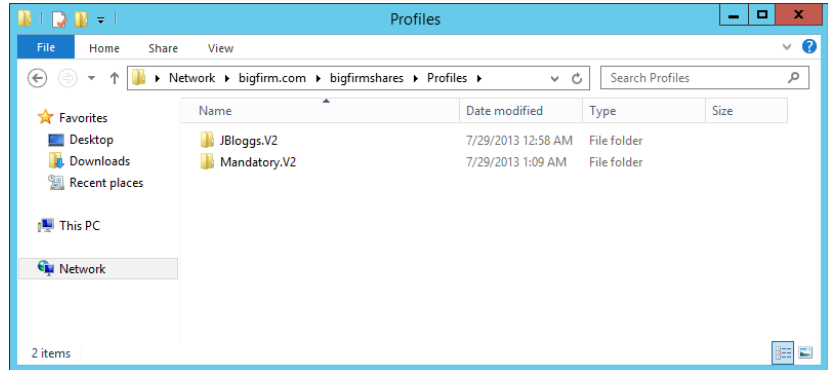 Profiles
File Home Share View
Network bigfirm.com bigfirmshares Profiles Search Profiles
Favorites
Desktop
Downloads
Recent places
This PC
Network
Name Date modified Type Size
JBloggs.V2 7/29/2013 12:58 AM File folder
Mandatory.V2 7/29/2013 1:09 AM File folder
2 items